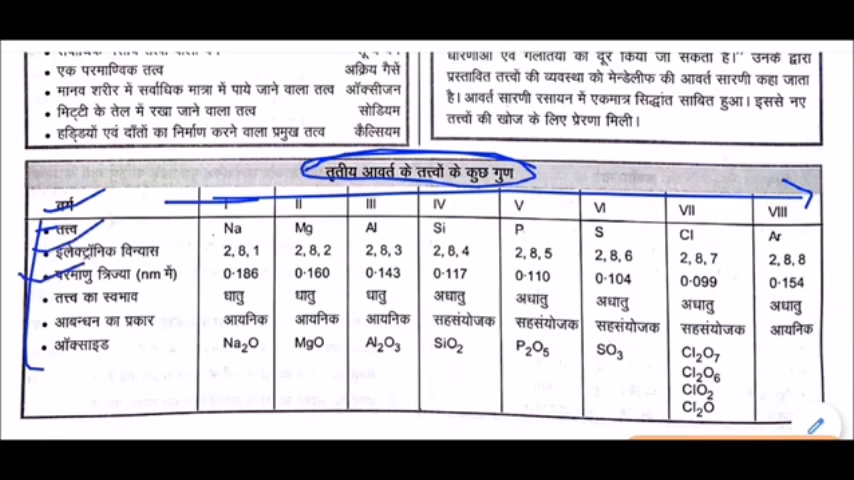 एक परमाण्विक तत्व अक्रिय गैसें
मानव शरीर में सर्वाधिक मात्रा में पाये जाने वाला तत्व ऑक्सीजन
मिट्टी के तेल में रखा जाने वाला तत्व सोडियम
हड्डियों एवं दाँतों का निर्माण करने वाला प्रमुख तत्व कैल्सियम
धारणाओं एवं गलतियों को दूर किया जा सकता है।" उनके द्वारा
प्रस्तावित तत्त्वों की व्यवस्था को मेन्डेलीफ की आवर्त सारणी कहा जाता
है। आवर्त सारणी रसायन में एकमात्र सिद्धांत साबित हुआ। इससे नए
तत्त्वों की खोज के लिए प्रेरणा मिली।
तृतीय आवर्त के तत्त्वों के कुछ गुण
वर्ग I II III IV V VI VII VIII
• तत्त्व Na Mg Al Si P S Cl Ar
• इलेक्ट्रॉनिक विन्यास 2, 8, 1 2, 8, 2 2, 8, 3 2, 8, 4 2, 8, 5 2, 8, 6 2, 8, 7 2, 8, 8
• परमाणु त्रिज्या (nm में) 0·186 0·160 0·143 0·117 0·110 0·104 0·099 0·154
• तत्त्व का स्वभाव धातु धातु धातु अधातु अधातु अधातु अधातु अधातु
• आबन्धन का प्रकार आयनिक आयनिक आयनिक सहसंयोजक सहसंयोजक सहसंयोजक सहसंयोजक आयनिक
• ऑक्साइड Na₂O MgO Al₂O₃ SiO₂ P₂O₅ SO₃ Cl₂O₇
Cl₂O₆
ClO₂
Cl₂O